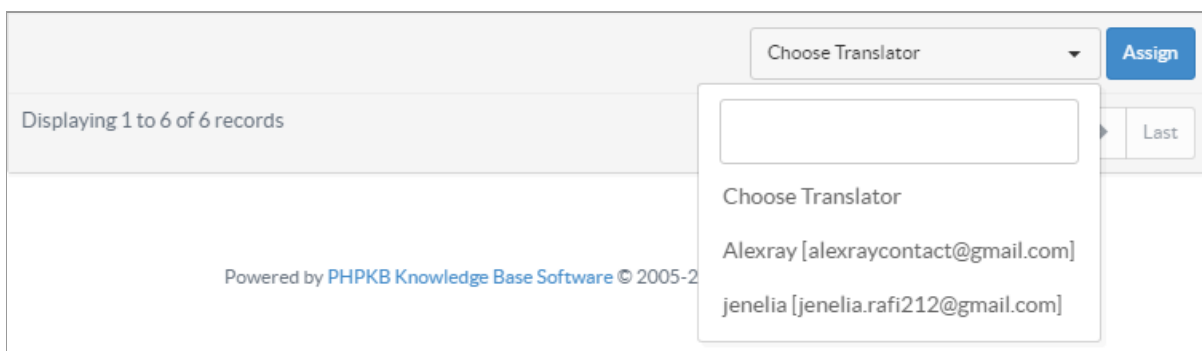 Choose Translator
Assign
Displaying 1 to 6 of 6 records
Last
Choose Translator
Alexray [alexraycontact@gmail.com]
Powered by PHPKB Knowledge Base Software © 2005-2
jenelia [jenelia.rafi212@gmail.com]